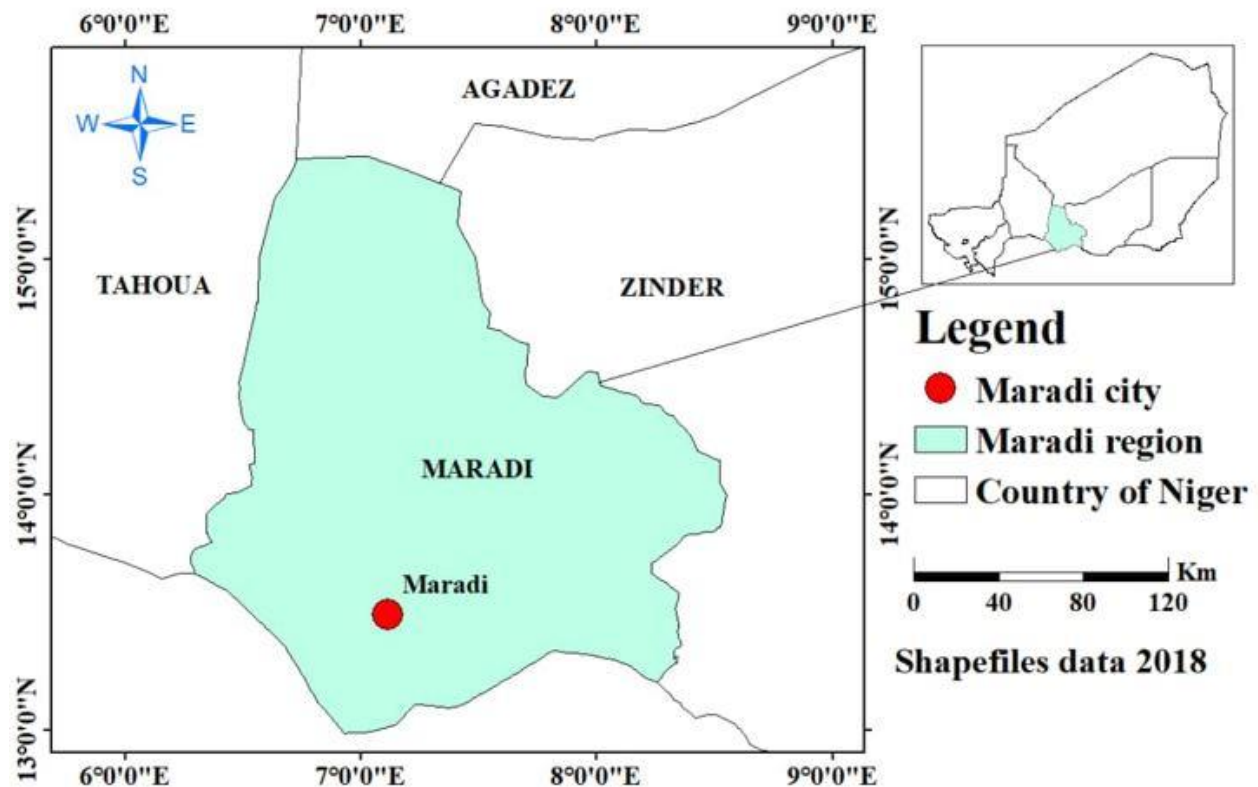 6°0'0"E 7°0'0"E 8°0'0"E 9°0'0"E
N
W E
S
AGADEZ
TAHOUA
ZINDER
MARADI
Maradi
15°0'0"N 15°0'0"N
14°0'0"N 14°0'0"N
13°0'0"N 13°0'0"N
6°0'0"E 7°0'0"E 8°0'0"E 9°0'0"E
Legend
Maradi city
Maradi region
Country of Niger
Km
0 40 80 120
Shapefiles data 2018